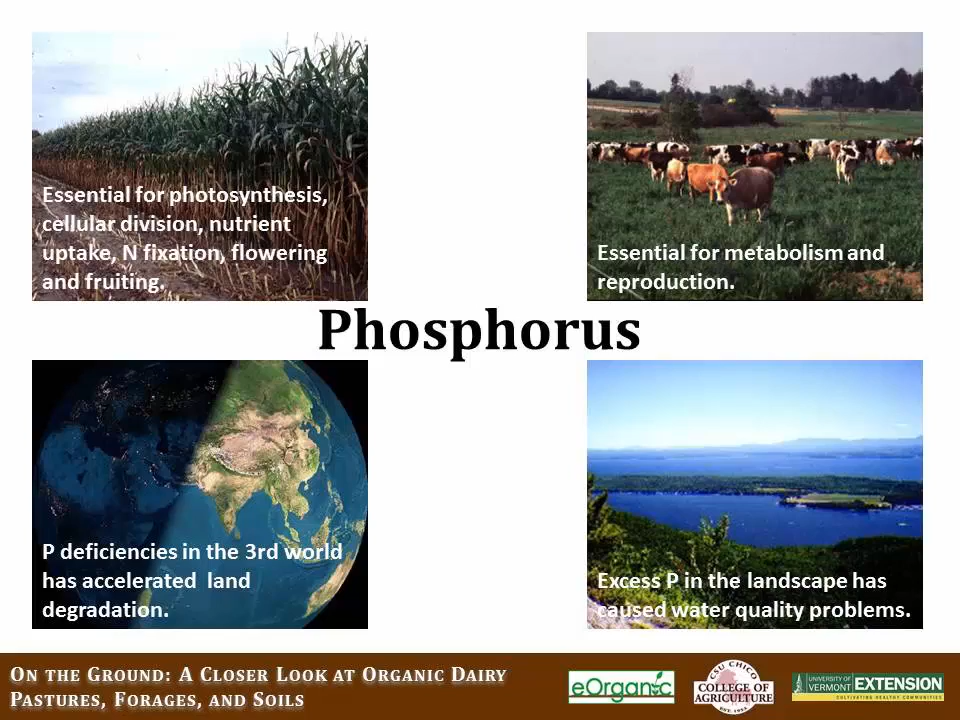 Essential for photosynthesis,
cellular division, nutrient
uptake, N fixation, flowering
and fruiting.
Essential for metabolism and
reproduction.
Phosphorus
P deficiencies in the 3rd world
has accelerated land
degradation.
Excess P in the landscape has
caused water quality problems.
ON THE GROUND: A CLOSER LOOK AT ORGANIC DAIRY
PASTURES, FORAGES, AND SOILS
eOrganic
CSU CHICO
COLLEGE OF
AGRICULTURE
UNIVERSITY OF
VERMONT EXTENSION
CULTIVATING HEALTHY COMMUNITIES